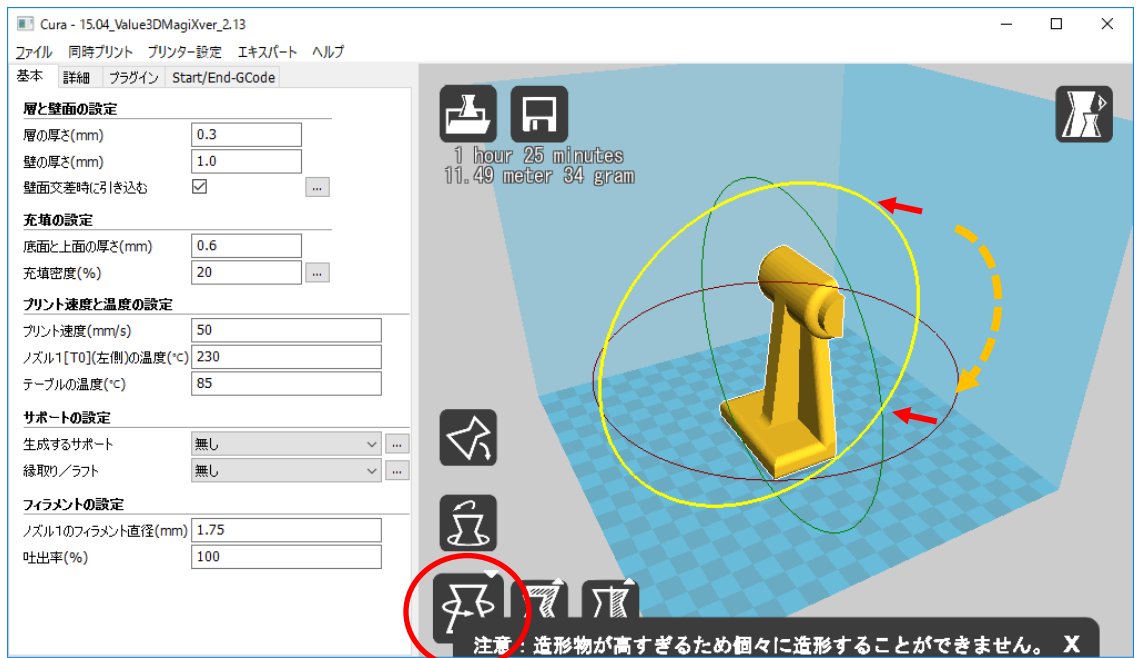 Cura - 15.04_Value3DMagiXver_2.13
ファイル 同時プリント プリンター設定 エキスパート ヘルプ
基本 詳細 プラグイン Start/End-GCode
層と壁面の設定
層の厚さ(mm) 0.3
壁の厚さ(mm) 1.0
壁面交差時に引き込む ...
充填の設定
底面と上面の厚さ(mm) 0.6
充填密度(%) 20 ...
プリント速度と温度の設定
プリント速度(mm/s) 50
ノズル1[T0](左側)の温度(℃) 230
テーブルの温度(℃) 85
サポートの設定
生成するサポート 無し ...
縁取り／ラフト 無し ...
フィラメントの設定
ノズル1のフィラメント直径(mm) 1.75
吐出率(%) 100
1 hour 25 minutes
11.49 meter 34 gram
注意：造形物が高すぎるため個々に造形することができません。 X